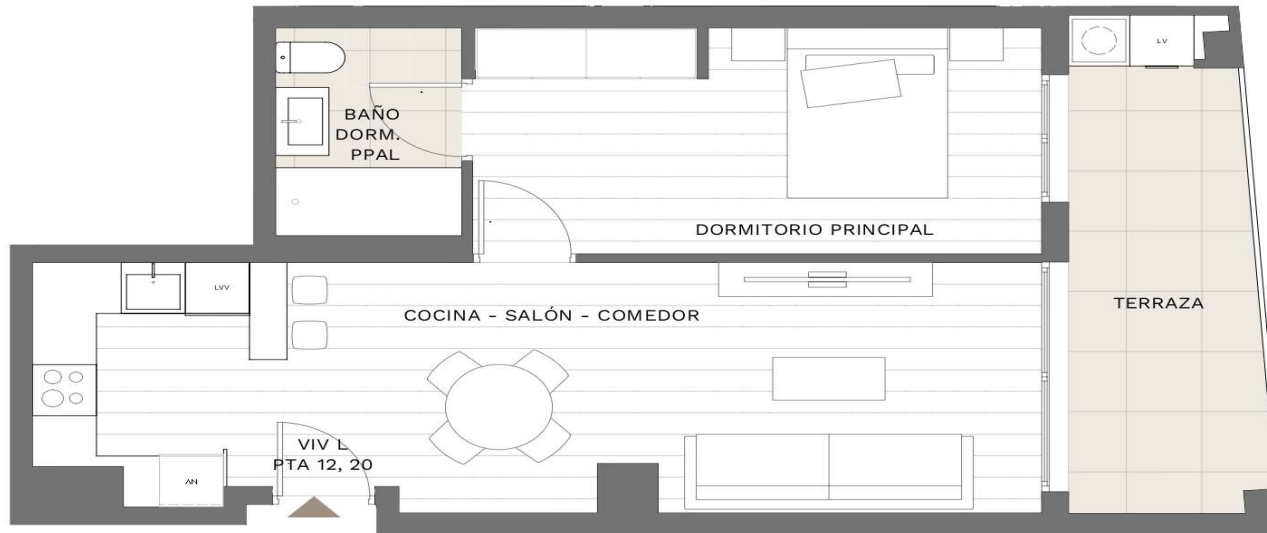 LV
BAÑO
DORM.
PPAL
DORMITORIO PRINCIPAL
LVV
COCINA - SALÓN - COMEDOR
TERRAZA
VIV L
PTA 12, 20
AN